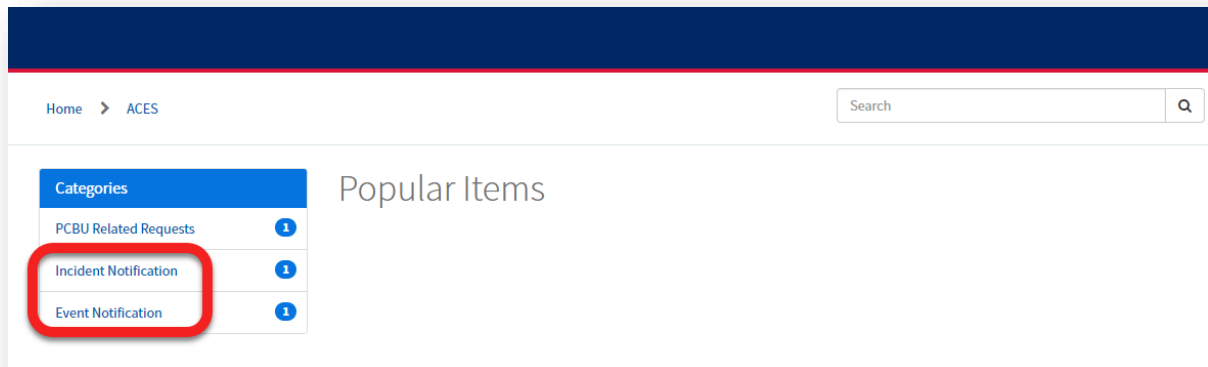 Home > ACES
Search
Categories
Popular Items
PCBU Related Requests 1
Incident Notification 1
Event Notification 1